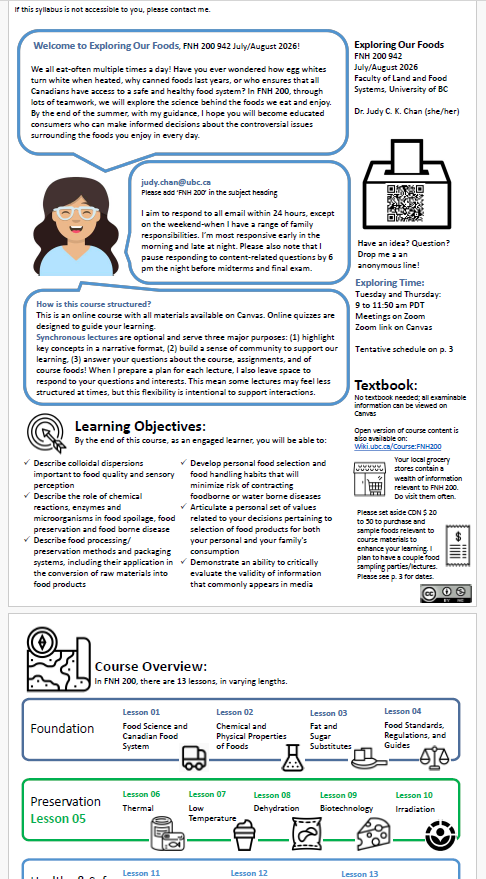 If this syllabus is not accessible to you, please contact me.
Welcome to Exploring Our Foods, FNH 200 942 July/August 2026!
We all eat-often multiple times a day! Have you ever wondered how egg whites
turn white when heated, why canned foods last years, or who ensures that all
Canadians have access to a safe and healthy food system? In FNH 200, through
lots of teamwork, we will explore the science behind the foods we eat and enjoy.
By the end of the summer, with my guidance, I hope you will become educated
consumers who can make informed decisions about the controversial issues
surrounding the foods you enjoy in every day.
Exploring Our Foods
FNH 200 942
July/August 2026
Faculty of Land and Food
Systems, University of BC
Dr. Judy C. K. Chan (she/her)
judy.chan@ubc.ca
Please add 'FNH 200' in the subject heading
I aim to respond to all email within 24 hours, except
on the weekend-when I have a range of family
responsibilities. I'm most responsive early in the
morning and late at night. Please also note that I
pause responding to content-related questions by 6
pm the night before midterms and final exam.
Have an idea? Question?
Drop me a an
anonymous line!
Exploring Time:
Tuesday and Thursday:
9 to 11:50 am PDT
Meetings on Zoom
Zoom link on Canvas
Tentative schedule on p. 3
How is this course structured?
This is an online course with all materials available on Canvas. Online quizzes are
designed to guide your learning.
Synchronous lectures are optional and serve three major purposes: (1) highlight
key concepts in a narrative format, (2) build a sense of community to support our
learning, (3) answer your questions about the course, assignments, and of
course foods! When I prepare a plan for each lecture, I also leave space to
respond to your questions and interests. This mean some lectures may feel less
structured at times, but this flexibility is intentional to support interactions.
Textbook:
No textbook needed; all examinable
information can be viewed on
Canvas
Open version of course content is
also available on:
Wiki.ubc.ca/Course:FNH200
Your local grocery
stores contain a
wealth of information
relevant to FNH 200.
Do visit them often.
Please set aside CDN $ 20
to 50 to purchase and
sample foods relevant to
course materials to
enhance your learning. I
plan to have a couple food
sampling parties/lectures.
Please see p. 3 for dates.
Learning Objectives:
By the end of this course, as an engaged learner, you will be able to:
✓ Describe colloidal dispersions
important to food quality and sensory
perception
✓ Describe the role of chemical
reactions, enzymes and
microorganisms in food spoilage, food
preservation and food borne disease
✓ Describe food processing/
preservation methods and packaging
systems, including their application in
the conversion of raw materials into
food products
✓ Develop personal food selection and
food handling habits that will
minimize risk of contracting
foodborne or water borne diseases
✓ Articulate a personal set of values
related to your decisions pertaining to
selection of food products for both
your personal and your family's
consumption
✓ Demonstrate an ability to critically
evaluate the validity of information
that commonly appears in media
$
CC BY NC
Course Overview:
In FNH 200, there are 13 lessons, in varying lengths.
Foundation
Lesson 01
Food Science and
Canadian Food
System
Lesson 02
Chemical and
Physical Properties
of Foods
Lesson 03
Fat and
Sugar
Substitutes
Lesson 04
Food Standards,
Regulations, and
Guides
Preservation
Lesson 05
Lesson 06
Thermal
Lesson 07
Low
Temperature
Lesson 08
Dehydration
Lesson 09
Biotechnology
Lesson 10
Irradiation
Lesson 11
Lesson 12
Lesson 13